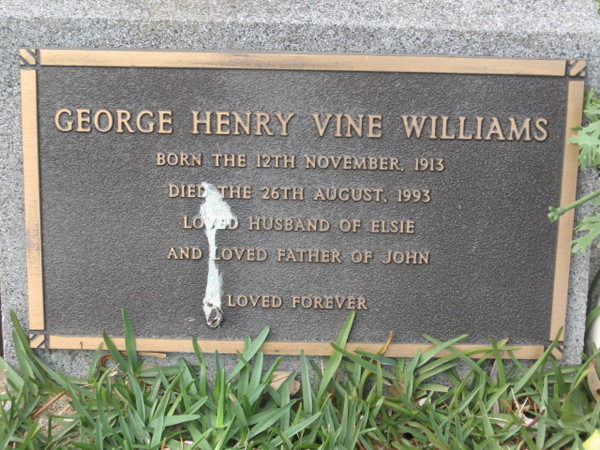 GEORGE HENRY VINE WILLIAMS
BORN THE 12TH NOVEMBER, 1913
DIED THE 26TH AUGUST, 1993
LOVED HUSBAND OF ELSIE
AND LOVED FATHER OF JOHN
LOVED FOREVER